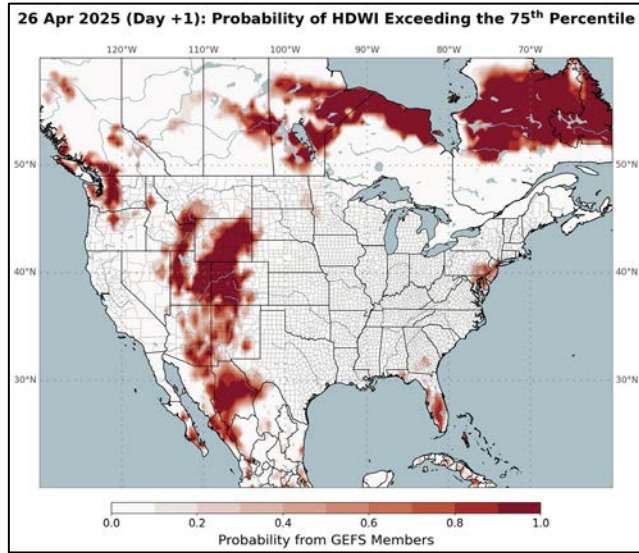 26 Apr 2025 (Day +1): Probability of HDWI Exceeding the 75th Percentile
120°W 110°W 100°W 90°W 80°W 70°W
50°N 50°N
40°N 40°N
30°N 30°N
0.0 0.2 0.4 0.6 0.8 1.0
Probability from GEFS Members